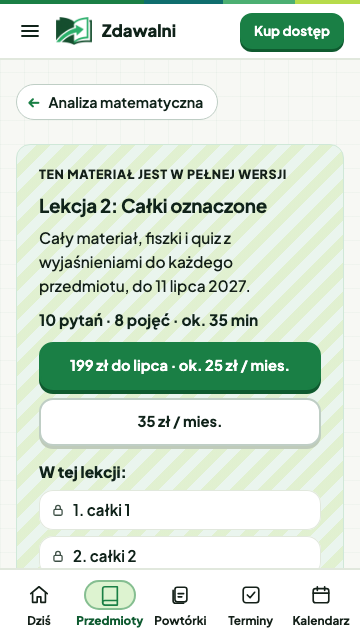 Zdawalni
Kup dostęp
Analiza matematyczna
TEN MATERIAŁ JEST W PEŁNEJ WERSJI
Lekcja 2: Całki oznaczone
Cały materiał, fiszki i quiz z
wyjaśnieniami do każdego
przedmiotu, do 11 lipca 2027.
10 pytań · 8 pojęć · ok. 35 min
199 zł do lipca · ok. 25 zł / mies.
35 zł / mies.
W tej lekcji:
1. całki 1
2. całki 2
Dziś Przedmioty Powtórki Terminy Kalendarz